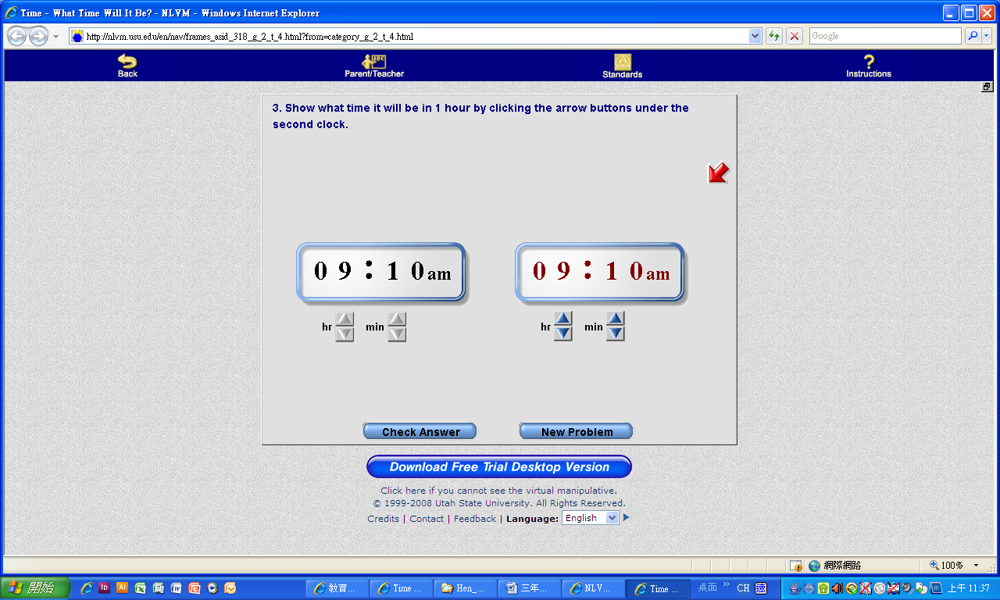 Time - What Time Will It Be? - NLVM - Windows Internet Explorer
http://nlvm.usu.edu/en/nav/frames_asid_318_g_2_t_4.html?from=category_g_2_t_4.html
Google
Back
Parent/Teacher
Standards
Instructions
3. Show what time it will be in 1 hour by clicking the arrow buttons under the
second clock.
09:10am
09:10am
hr
min
hr
min
Check Answer
New Problem
Download Free Trial Desktop Version
Click here if you cannot see the virtual manipulative.
© 1999-2008 Utah State University. All Rights Reserved.
Credits | Contact | Feedback | Language: English
網際網路
100%
開始
教育...
Time ...
Hen_...
三年...
NLV...
Time ...
桌面
CH
上午 11:37